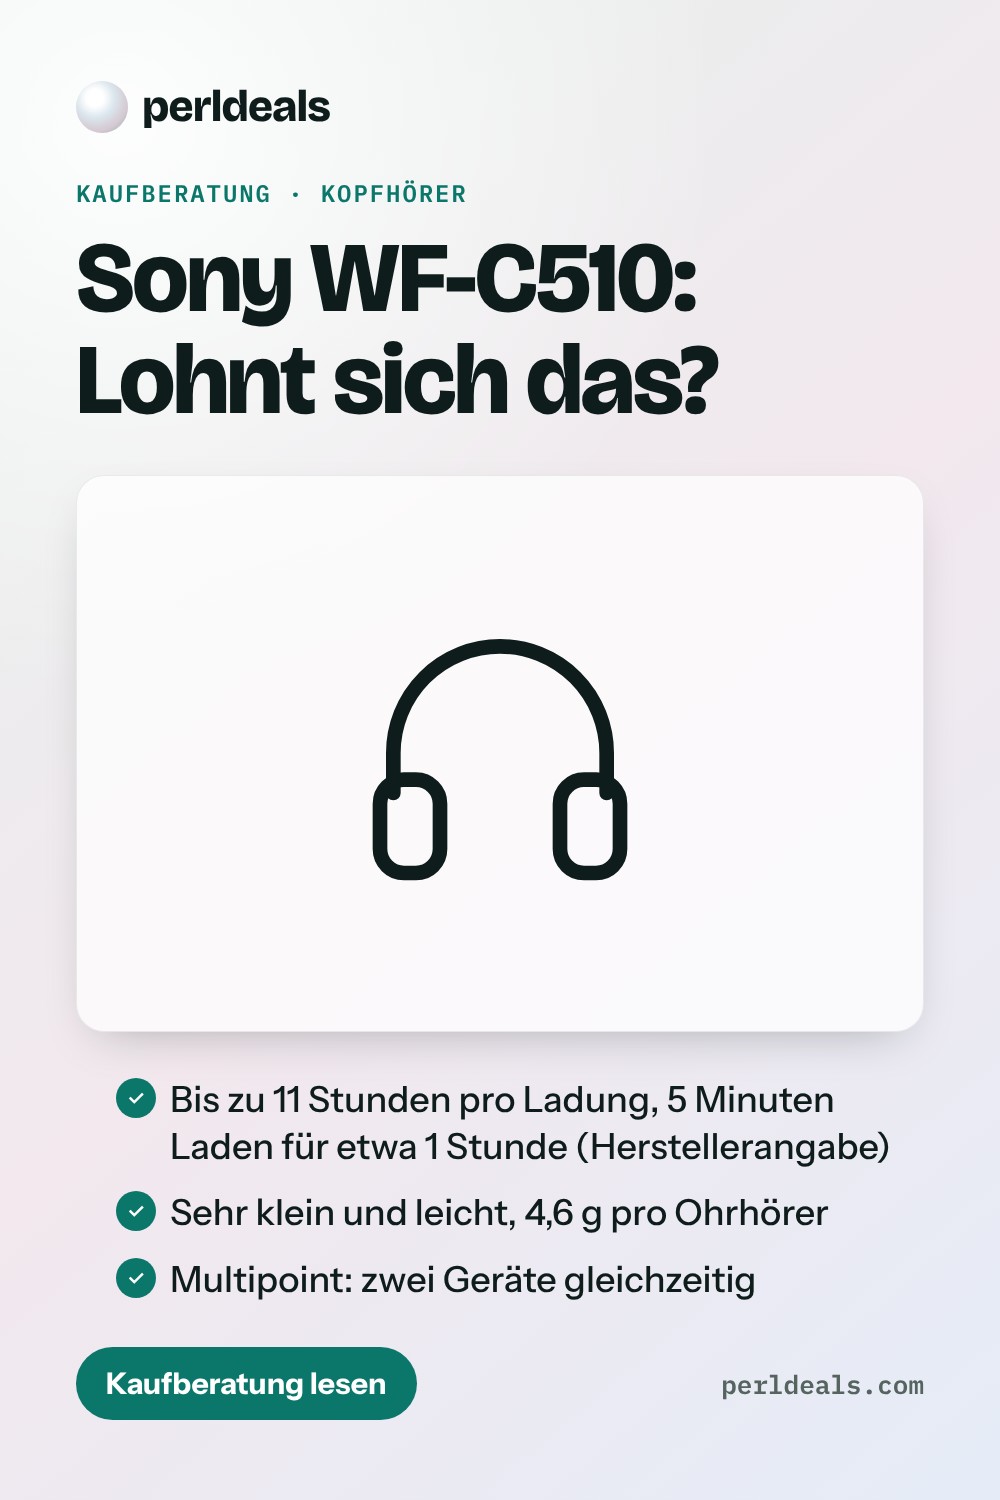 perldeals
KAUFBERATUNG · KOPFHÖRER
Sony WF-C510:
Lohnt sich das?
Bis zu 11 Stunden pro Ladung, 5 Minuten
Laden für etwa 1 Stunde (Herstellerangabe)
Sehr klein und leicht, 4,6 g pro Ohrhörer
Multipoint: zwei Geräte gleichzeitig
Kaufberatung lesen
perldeals.com